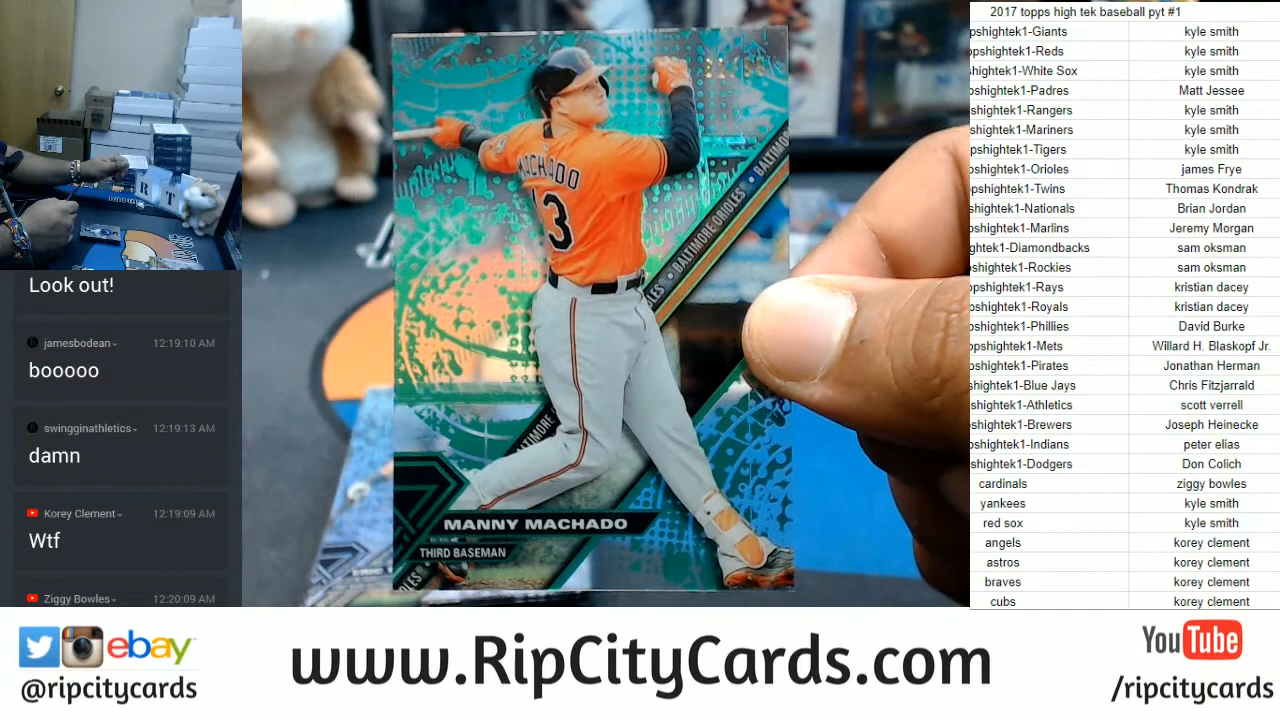 2017 topps high tek baseball pyt #1
pshightek1-Giants kyle smith
opshightek1-Reds kyle smith
shightek1-White Sox kyle smith
pshightek1-Padres Matt Jessee
pshightek1-Rangers kyle smith
pshightek1-Mariners kyle smith
opshightek1-Tigers kyle smith
pshightek1-Orioles james Frye
opshightek1-Twins Thomas Kondrak
pshightek1-Nationals Brian Jordan
pshightek1-Marlins Jeremy Morgan
ghtek1-Diamondbacks sam oksman
pshightek1-Rockies sam oksman
opshightek1-Rays kristian dacey
pshightek1-Royals kristian dacey
pshightek1-Phillies David Burke
opshightek1-Mets Willard H. Blaskopf Jr.
pshightek1-Pirates Jonathan Herman
shightek1-Blue Jays Chris Fitzjarrald
shightek1-Athletics scott verrell
shightek1-Brewers Joseph Heinecke
pshightek1-Indians peter elias
shightek1-Dodgers Don Colich
cardinals ziggy bowles
yankees kyle smith
red sox kyle smith
angels korey clement
astros korey clement
braves korey clement
cubs korey clement
MACHADO
13
BALTIMORE ORIOLES • BALTIMO
MANNY MACHADO
THIRD BASEMAN
R T
Look out!
jamesbodean 12:19:10 AM
booooo
swingginathletics 12:19:13 AM
damn
Korey Clement 12:19:09 AM
Wtf
Ziggy Bowles 12:20:09 AM
ebay
@ripcitycards
www.RipCityCards.com
YouTube
/ripcitycards